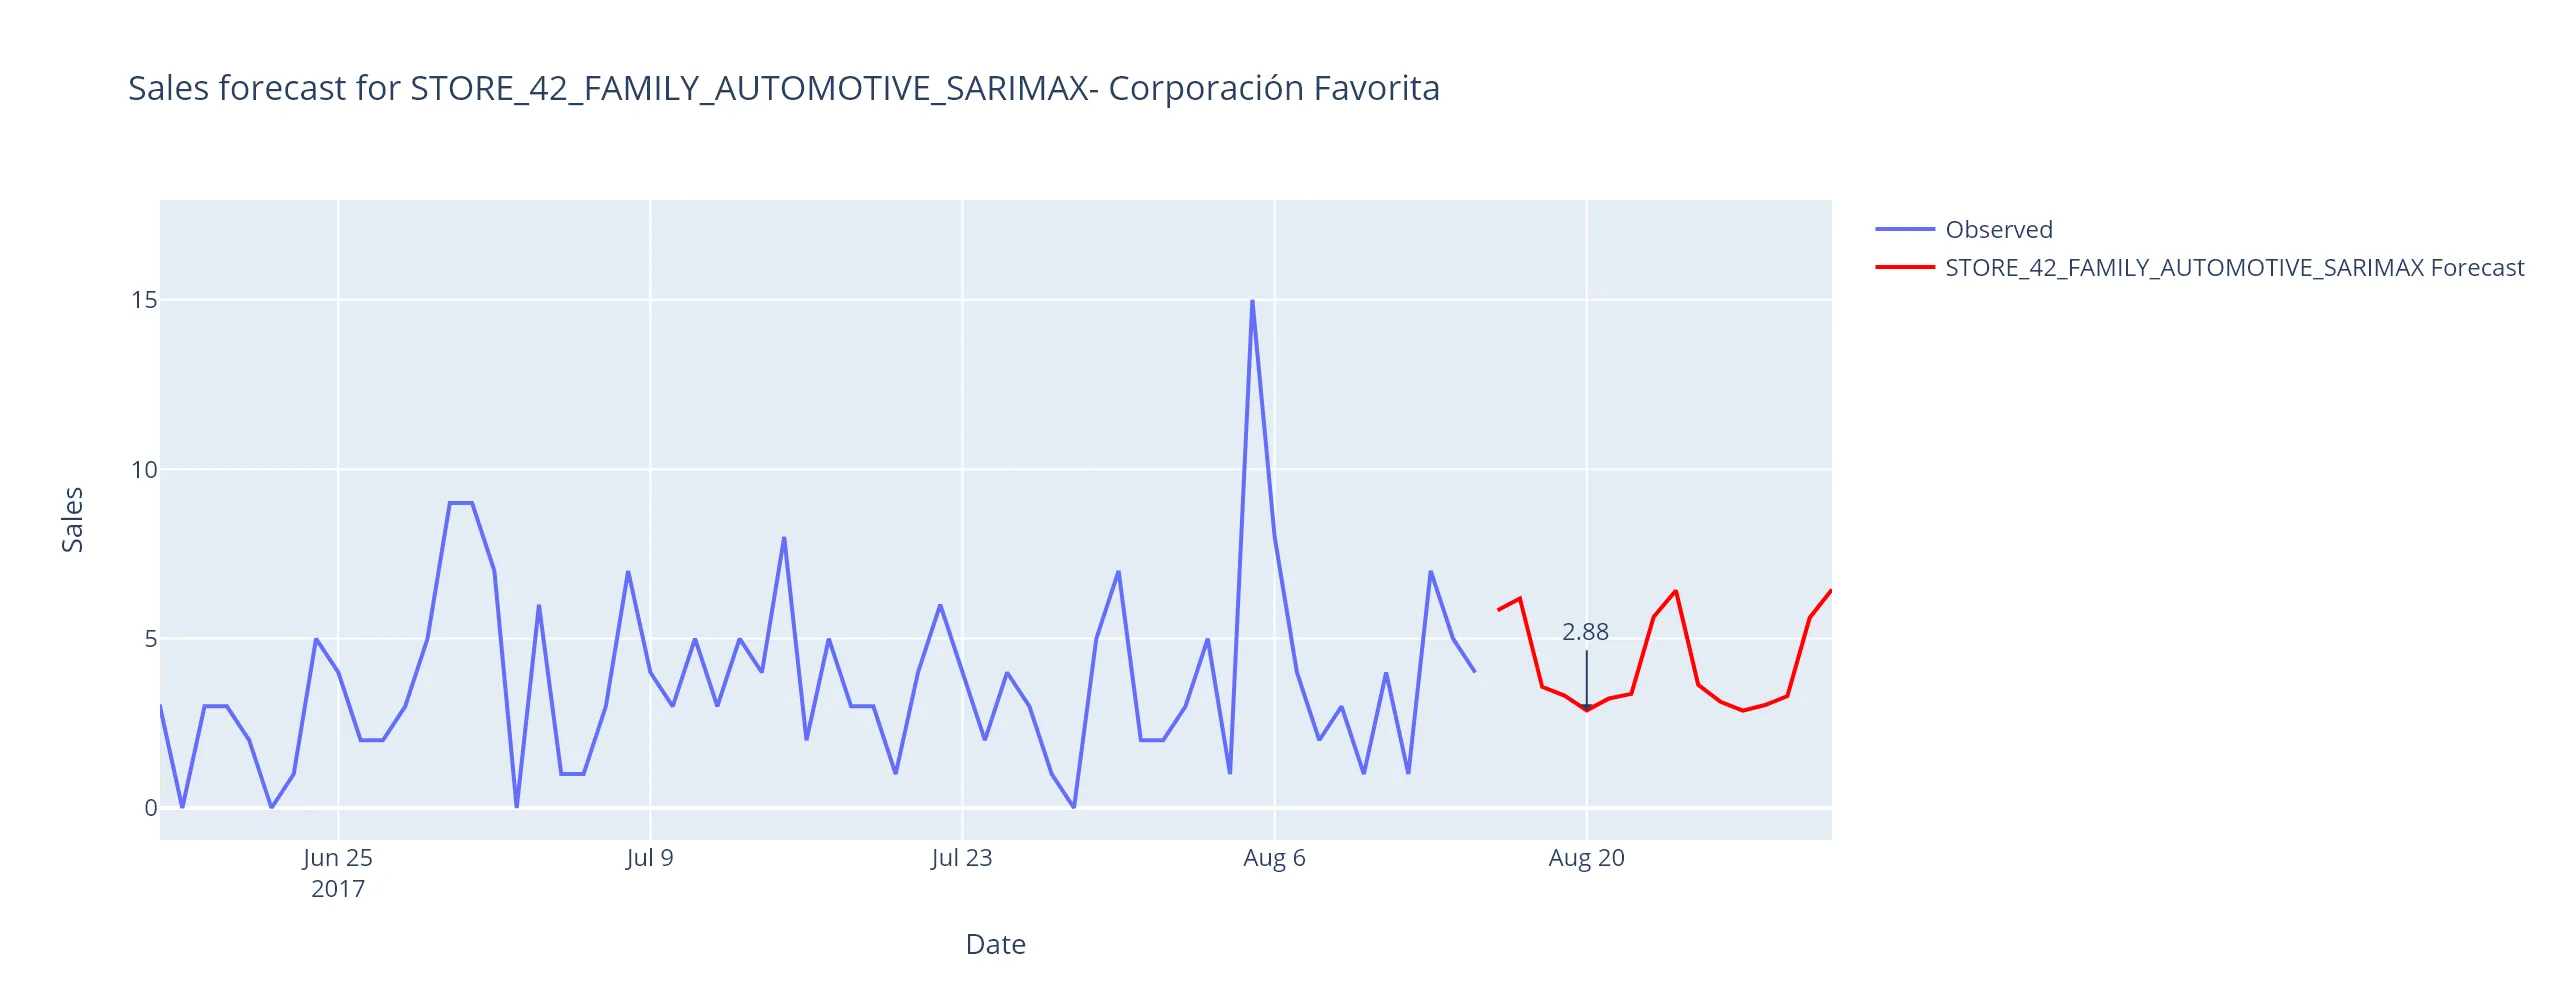 Sales forecast for STORE_42_FAMILY_AUTOMOTIVE_SARIMAX- Corporación Favorita
Observed
STORE_42_FAMILY_AUTOMOTIVE_SARIMAX Forecast
15
10
5
0
Sales
2.88
Jun 25
2017
Jul 9
Jul 23
Aug 6
Aug 20
Date